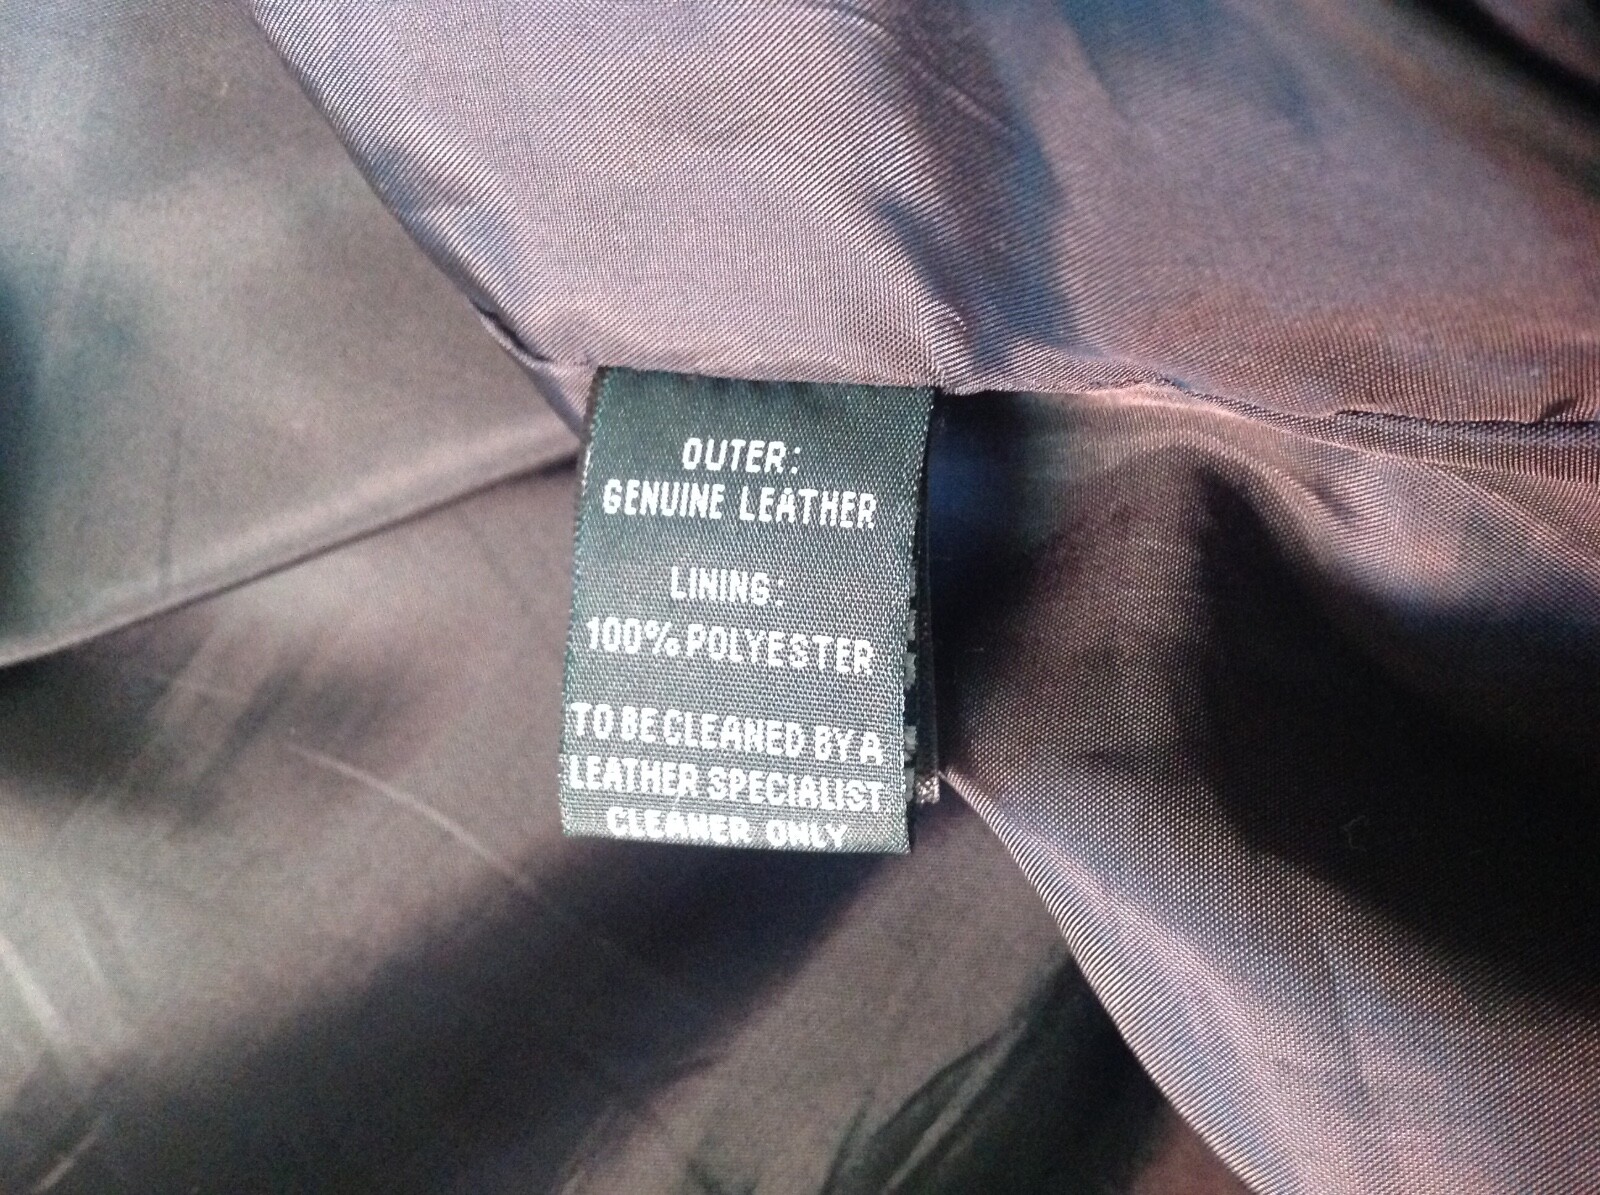 OUTER:
GENUINE LEATHER
LINING:
100% POLYESTER
TO BE CLEANED BY A
LEATHER SPECIALIST
CLEANER ONLY